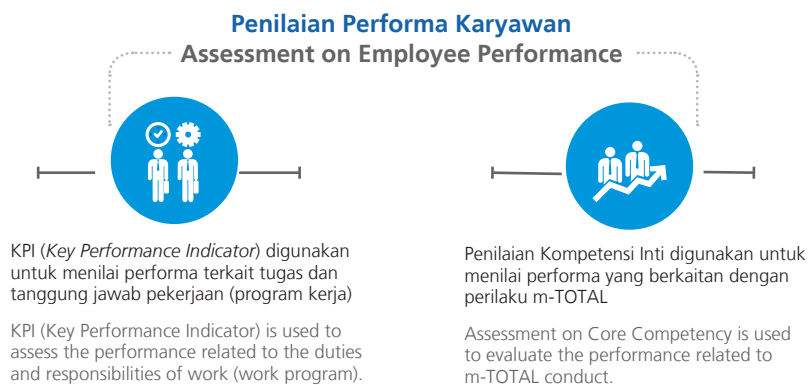 Penilaian Performa Karyawan
Assessment on Employee Performance
KPI (Key Performance Indicator) digunakan
untuk menilai performa terkait tugas dan
tanggung jawab pekerjaan (program kerja)
KPI (Key Performance Indicator) is used to
assess the performance related to the duties
and responsibilities of work (work program).
Penilaian Kompetensi Inti digunakan untuk
menilai performa yang berkaitan dengan
perilaku m-TOTAL
Assessment on Core Competency is used
to evaluate the performance related to
m-TOTAL conduct.